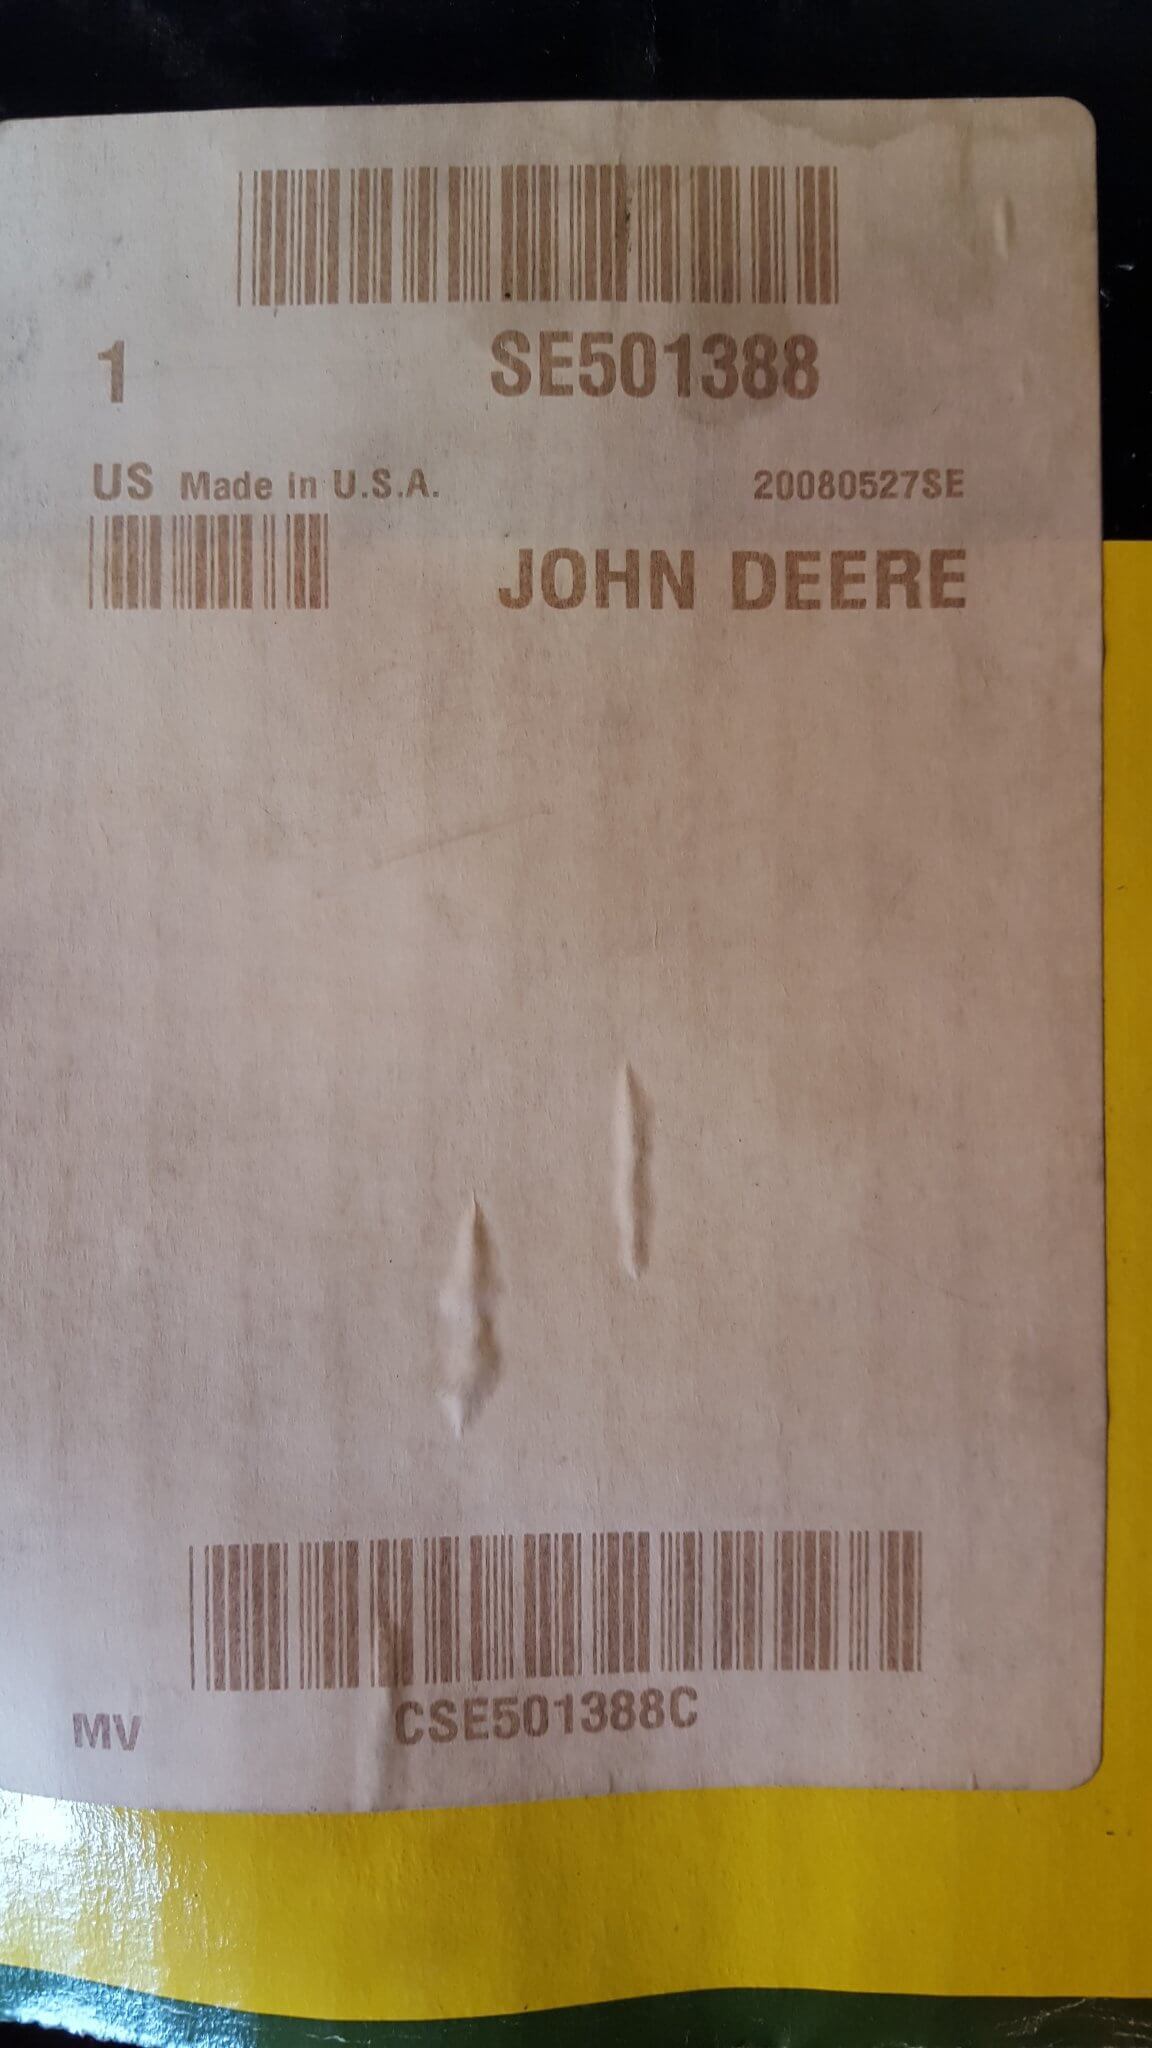 1 SE501388
US Made in U.S.A. 20080527SE
JOHN DEERE
MV CSE501388C